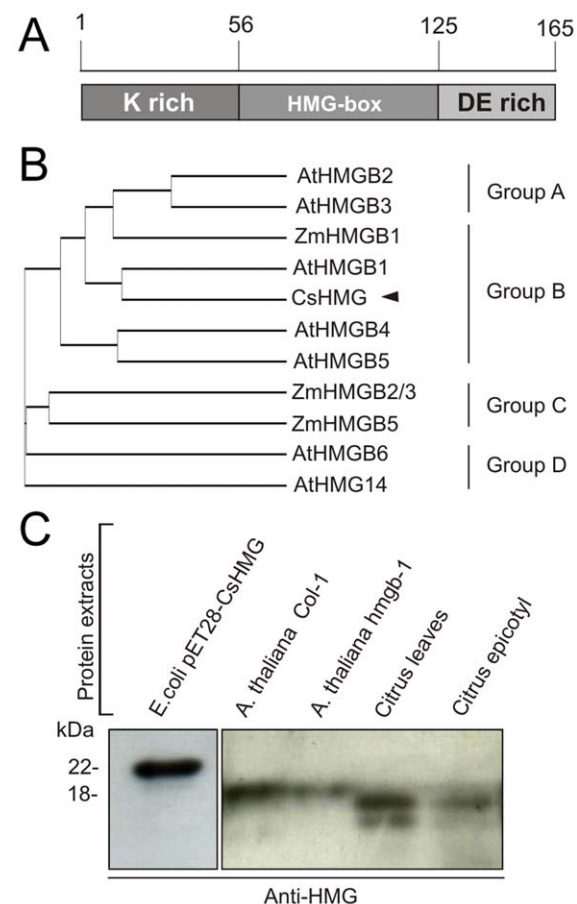 A
1 56 125 165
K rich HMG-box DE rich
B
AtHMGB2
AtHMGB3
Group A
ZmHMGB1
AtHMGB1
CsHMG
AtHMGB4
AtHMGB5
Group B
ZmHMGB2/3
ZmHMGB5
Group C
AtHMGB6
AtHMG14
Group D
C
Protein extracts
E.coli pET28-CsHMG
A. thaliana Col-1
A. thaliana hmgb-1
Citrus leaves
Citrus epicotyl
kDa
22-
18-
Anti-HMG